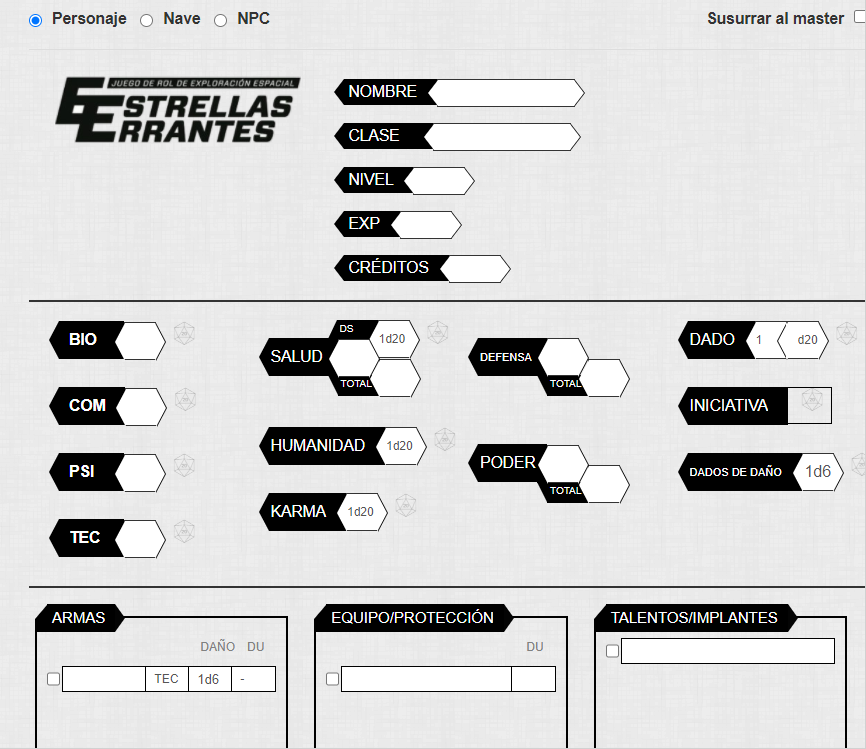 Personaje Nave NPC Susurrar al master
JUEGO DE ROL DE EXPLORACIÓN ESPACIAL
ESTRELLAS
ERRANTES
NOMBRE
CLASE
NIVEL
EXP
CRÉDITOS
BIO
COM
PSI
TEC
DS
SALUD 1d20
TOTAL
HUMANIDAD 1d20
KARMA 1d20
DEFENSA
TOTAL
PODER
TOTAL
DADO 1 d20
INICIATIVA
DADOS DE DAÑO 1d6
ARMAS
DAÑO DU
TEC 1d6 -
EQUIPO/PROTECCIÓN
DU
TALENTOS/IMPLANTES